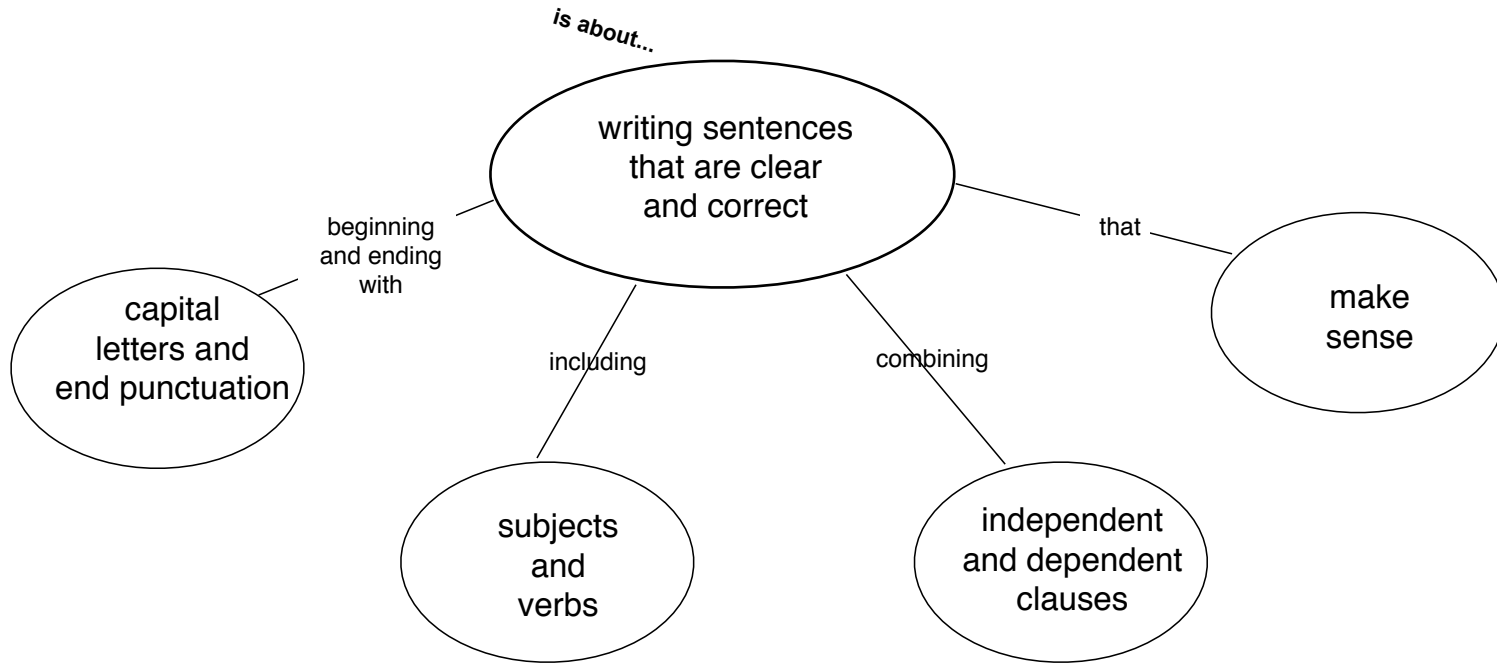 is about...
writing sentences
that are clear
and correct
beginning
and ending
with
that
capital
letters and
end punctuation
make
sense
including
combining
subjects
and
verbs
independent
and dependent
clauses